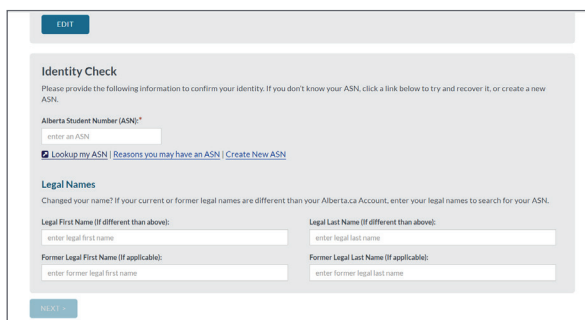 EDIT
Identity Check
Please provide the following information to confirm your identity. If you don't know your ASN, click a link below to try and recover it, or create a new
ASN.
Alberta Student Number (ASN):*
enter an ASN
Lookup my ASN | Reasons you may have an ASN | Create New ASN
Legal Names
Changed your name? If your current or former legal names are different than your Alberta.ca Account, enter your legal names to search for your ASN.
Legal First Name (If different than above):
Legal Last Name (If different than above):
enter legal first name
enter legal last name
Former Legal First Name (If applicable):
Former Legal Last Name (If applicable):
enter former legal first name
enter former legal last name
NEXT »